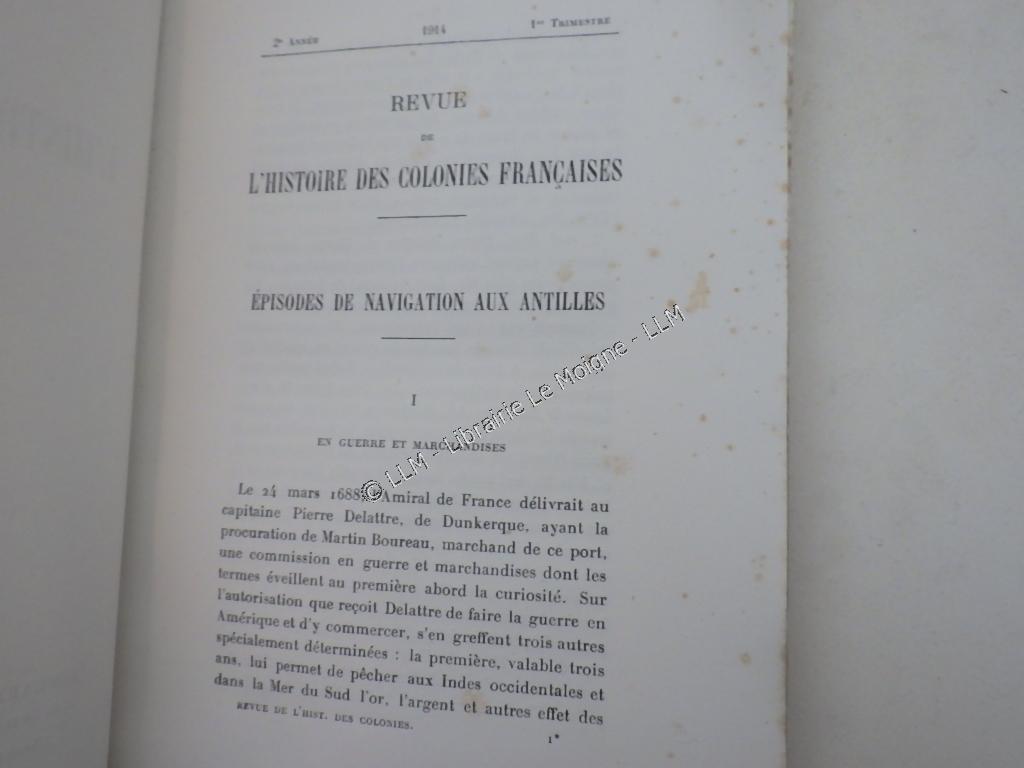 2e Année 1914 1er Trimestre
REVUE
DE
L'HISTOIRE DES COLONIES FRANÇAISES
ÉPISODES DE NAVIGATION AUX ANTILLES
I
EN GUERRE ET MARCHANDISES
Le 24 mars 1688, l'Amiral de France délivrait au
capitaine Pierre Delattre, de Dunkerque, ayant la
procuration de Martin Boureau, marchand de ce port,
une commission en guerre et marchandises dont les
termes éveillent au première abord la curiosité. Sur
l'autorisation que reçoit Delattre de faire la guerre en
Amérique et d'y commercer, s'en greffent trois autres
spécialement déterminées : la première, valable trois
ans, lui permet de pêcher aux Indes occidentales et
dans la Mer du Sud l'or, l'argent et autres effet des
REVUE DE L'HIST. DES COLONIES.
1*
© LLM - Librairie Le Moigne - LLM